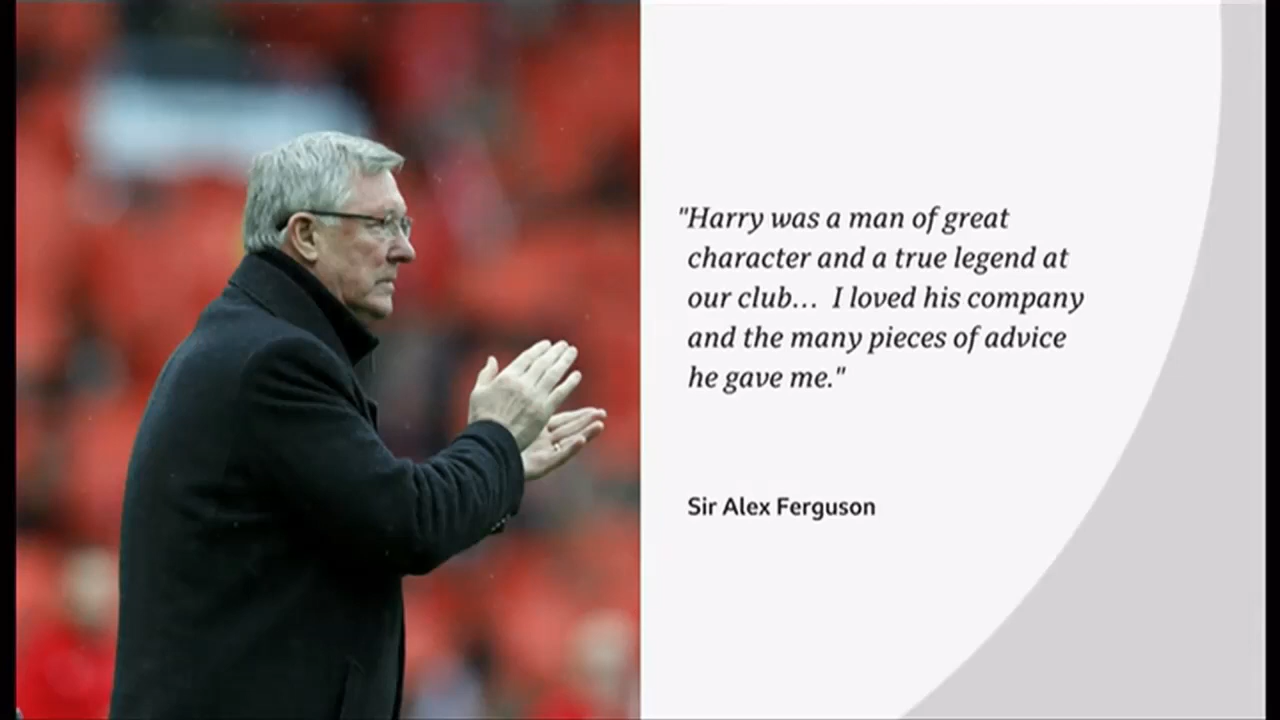 "Harry was a man of great
character and a true legend at
our club... I loved his company
and the many pieces of advice
he gave me."
Sir Alex Ferguson